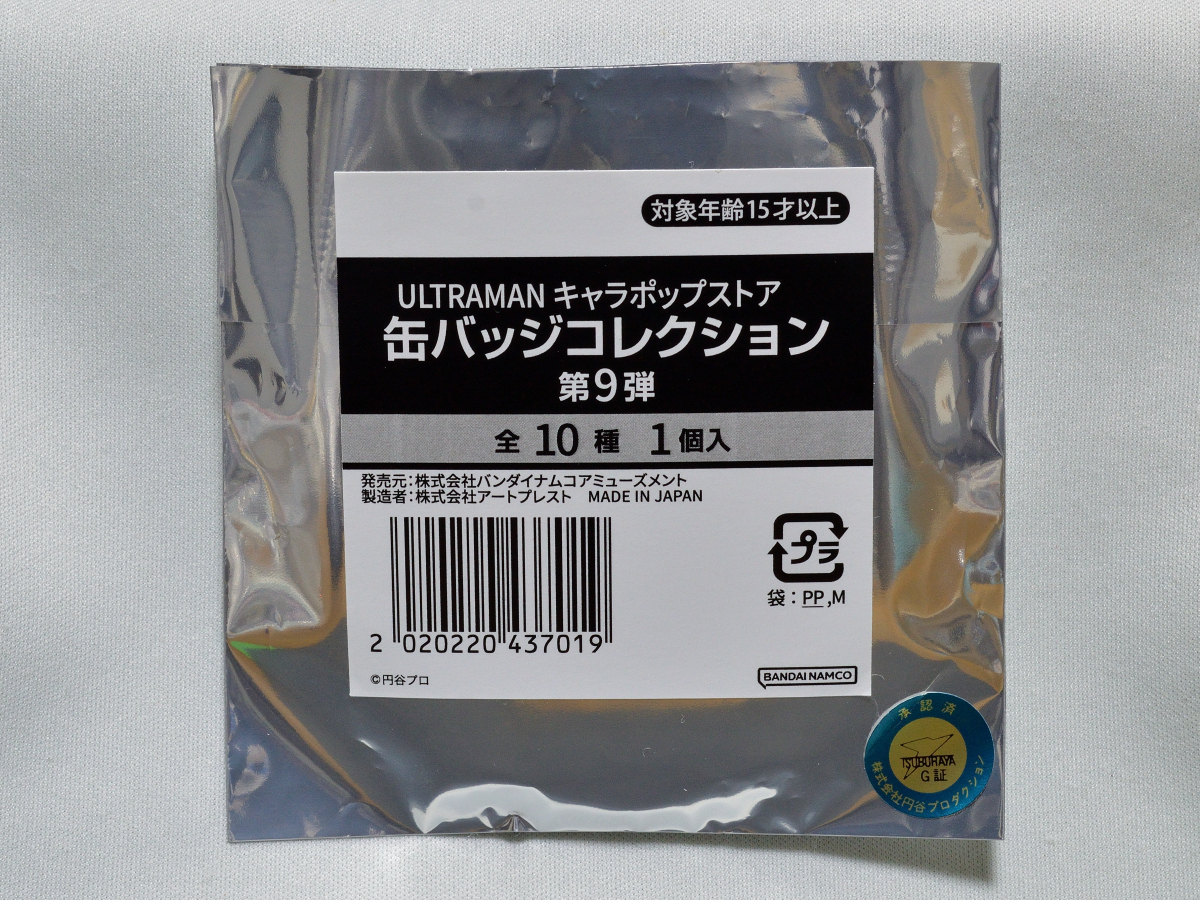 対象年齢15才以上
ULTRAMAN キャラポップストア
缶バッジコレクション
第9弾
全 10 種 1個入
発売元：株式会社バンダイナムコアミューズメント
製造者：株式会社アートプレスト MADE IN JAPAN
プラ
袋：PP,M
2 020220 437019
©円谷プロ
BANDAI NAMCO
承認済
TSUBURAYA
G証
株式会社円谷プロダクション